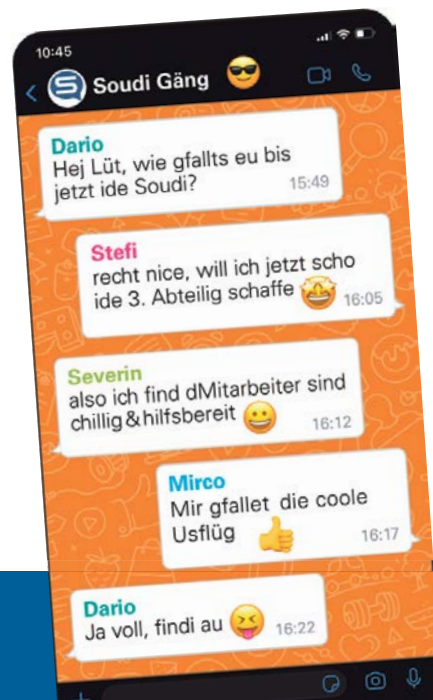 10:45
Soudi Gäng 😎
Dario
Hej Lüt, wie gfallts eu bis
jetzt ide Soudi?
15:49
Stefi
recht nice, will ich jetzt scho
ide 3. Abteilig schaffe 🤩
16:05
Severin
also ich find dMitarbeiter sind
chillig & hilfsbereit 😀
16:12
Mirco
Mir gfallet die coole
Usflüg 👍
16:17
Dario
Ja voll, findi au 😝
16:22